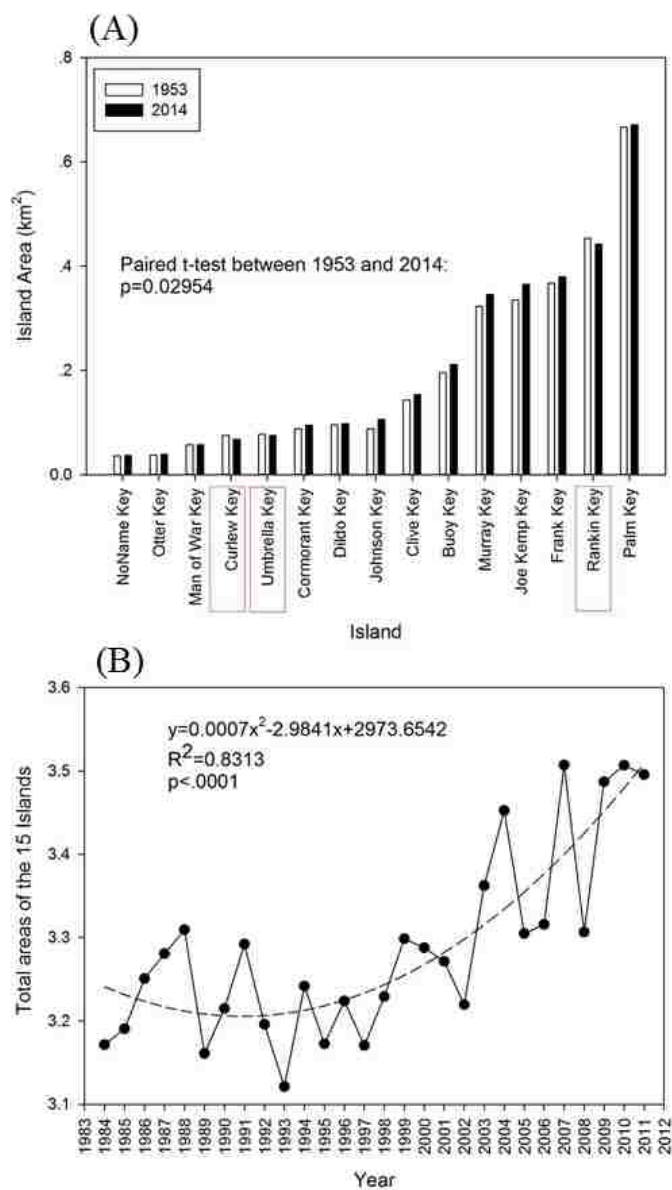 (A)
.8
1953
2014
.6
Island Area (km²)
Paired t-test between 1953 and 2014:
p=0.02954
.4
.2
0.0
NoName Key
Otter Key
Man of War Key
Curlew Key
Umbrella Key
Cormorant Key
Dildo Key
Johnson Key
Clive Key
Buoy Key
Murray Key
Joe Kemp Key
Frank Key
Rankin Key
Palm Key
Island
(B)
3.6
y=0.0007x²-2.9841x+2973.6542
R²=0.8313
p<.0001
3.5
Total areas of the 15 Islands
3.4
3.3
3.2
3.1
1983
1984
1985
1986
1987
1988
1989
1990
1991
1992
1993
1994
1995
1996
1997
1998
1999
2000
2001
2002
2003
2004
2005
2006
2007
2008
2009
2010
2011
2012
Year